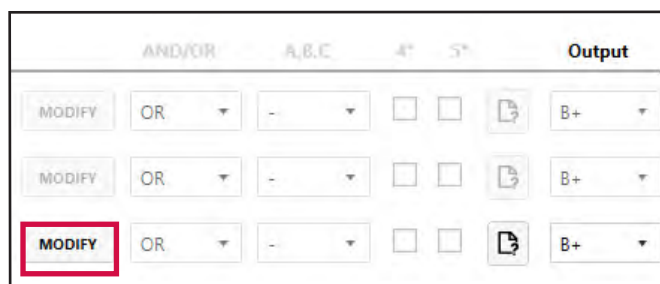 AND/OR A,B,C 4* 5* Output
MODIFY OR - B+
MODIFY OR - B+
MODIFY OR - B+